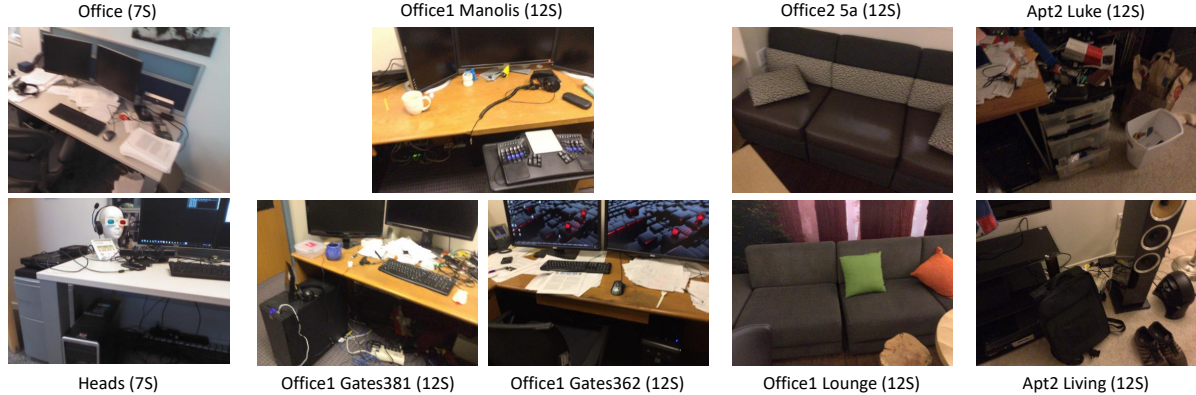 Office (7S)
Office1 Manolis (12S)
Office2 5a (12S)
Apt2 Luke (12S)
Heads (7S)
Office1 Gates381 (12S)
Office1 Gates362 (12S)
Office1 Lounge (12S)
Apt2 Living (12S)